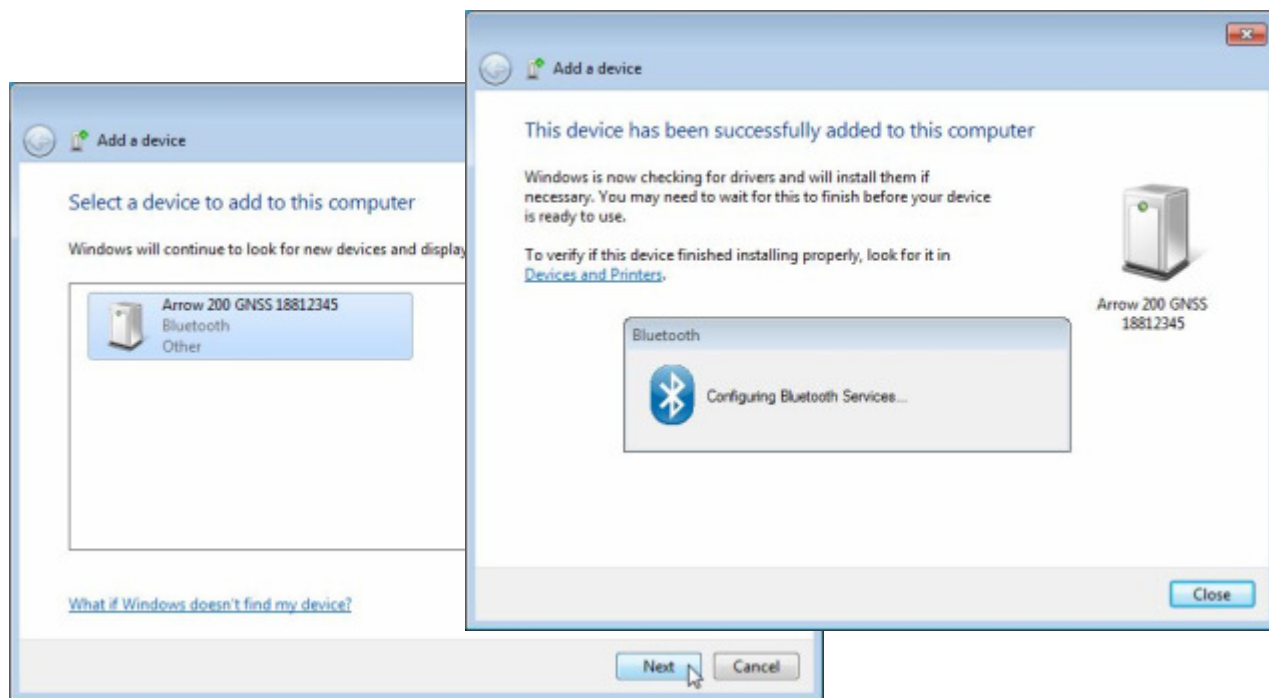 Add a device
Select a device to add to this computer
Windows will continue to look for new devices and display
Arrow 200 GNSS 18812345
Bluetooth
Other
What if Windows doesn't find my device?
Next
Cancel
Add a device
This device has been successfully added to this computer
Windows is now checking for drivers and will install them if
necessary. You may need to wait for this to finish before your device
is ready to use.
To verify if this device finished installing properly, look for it in
Devices and Printers.
Arrow 200 GNSS
18812345
Bluetooth
Configuring Bluetooth Services...
Close